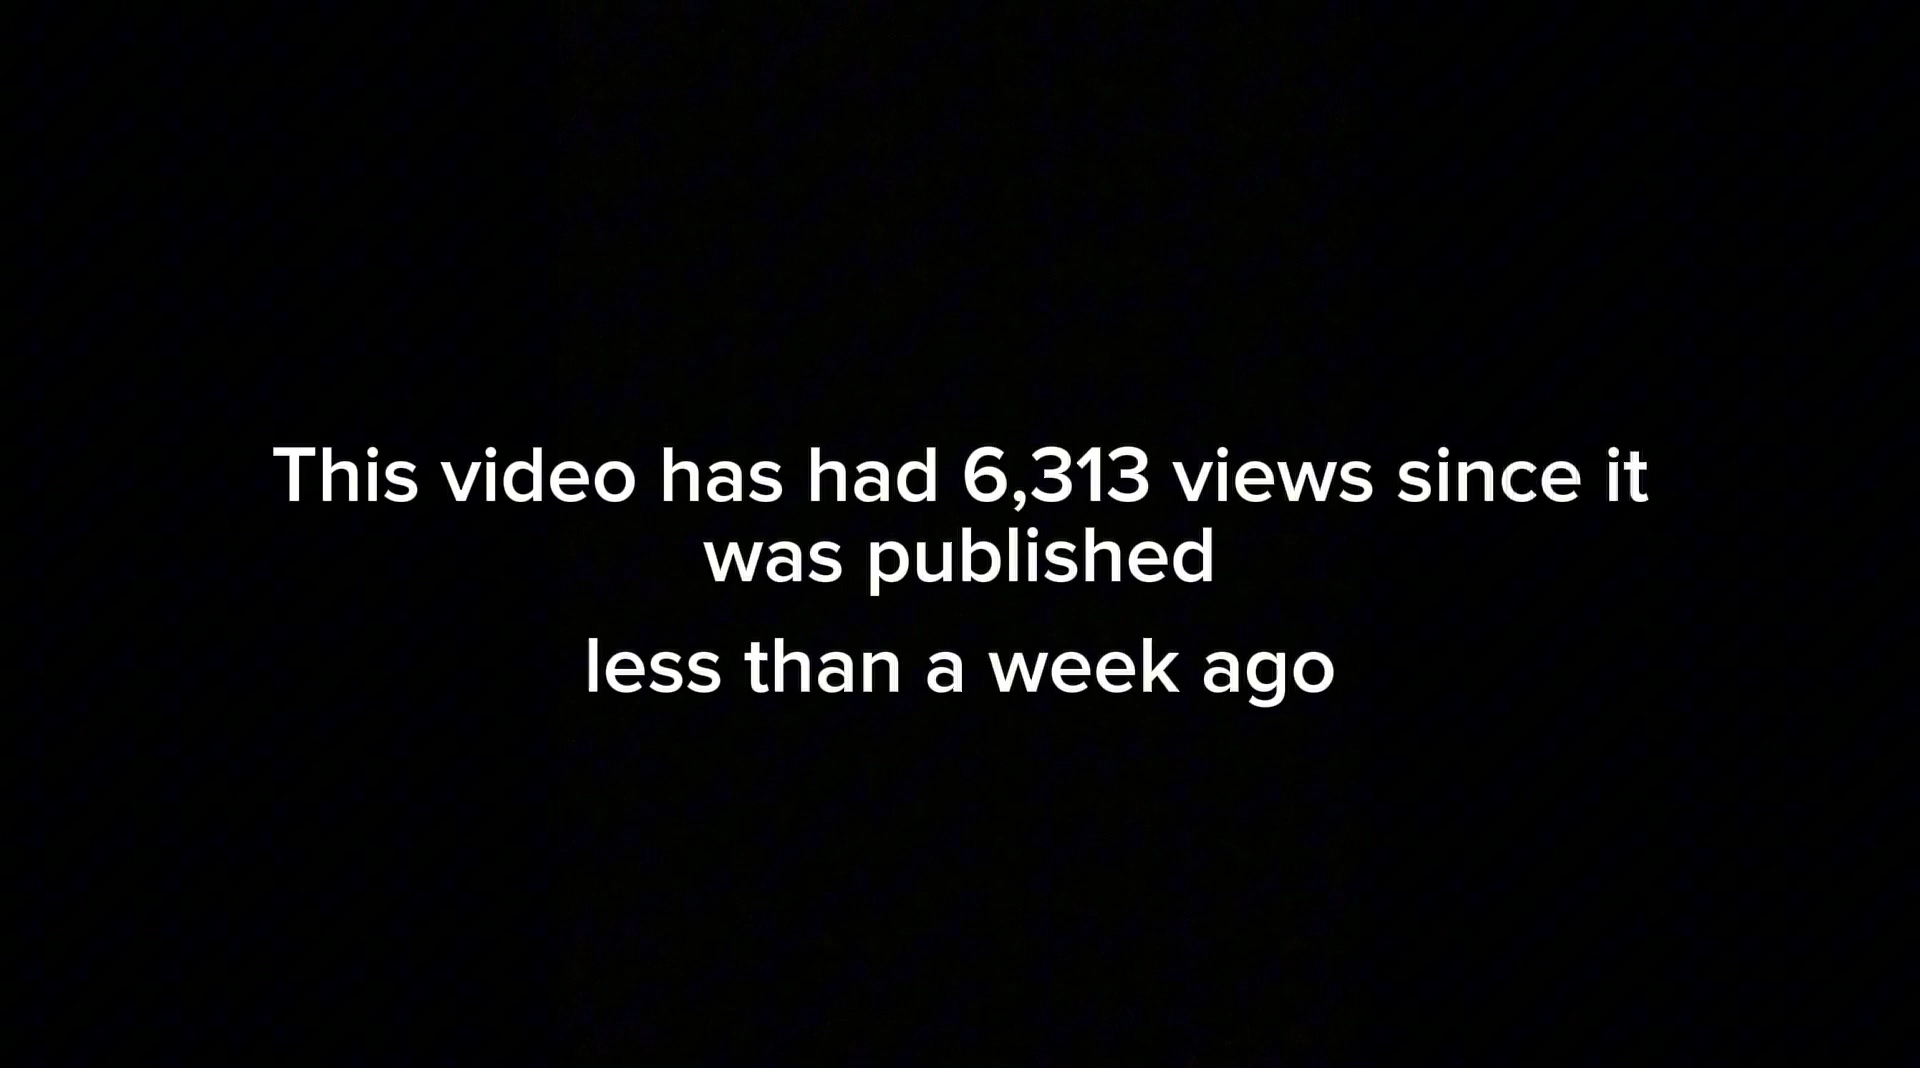 This video has had 6,313 views since it
was published
less than a week ago